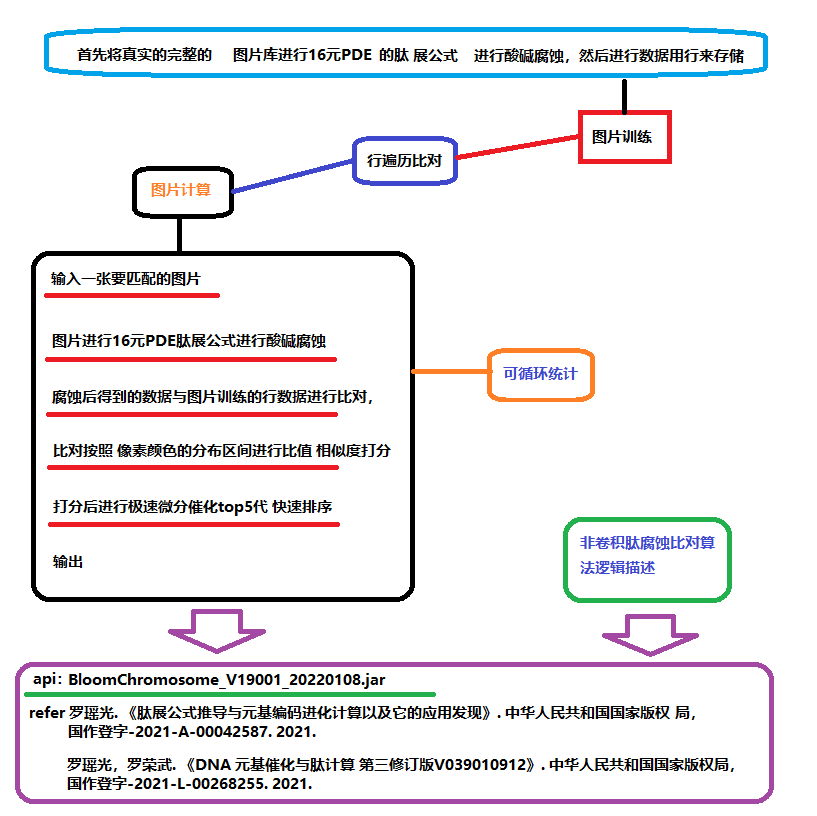 首先将真实的完整的 图片库进行16元PDE 的肽 展公式 进行酸碱腐蚀，然后进行数据用行来存储
图片训练
行遍历比对
图片计算
输入一张要匹配的图片
图片进行16元PDE肽展公式进行酸碱腐蚀
可循环统计
腐蚀后得到的数据与图片训练的行数据进行比对，
比对按照 像素颜色的分布区间进行比值 相似度打分
打分后进行极速微分催化top5代 快速排序
输出
非卷积肽腐蚀比对算
法逻辑描述
api：BloomChromosome_V19001_20220108.jar
refer 罗瑶光. 《肽展公式推导与元基编码进化计算以及它的应用发现》. 中华人民共和国国家版权 局，
国作登字-2021-A-00042587. 2021.
罗瑶光，罗荣武. 《DNA 元基催化与肽计算 第三修订版V039010912》. 中华人民共和国国家版权局，
国作登字-2021-L-00268255. 2021.